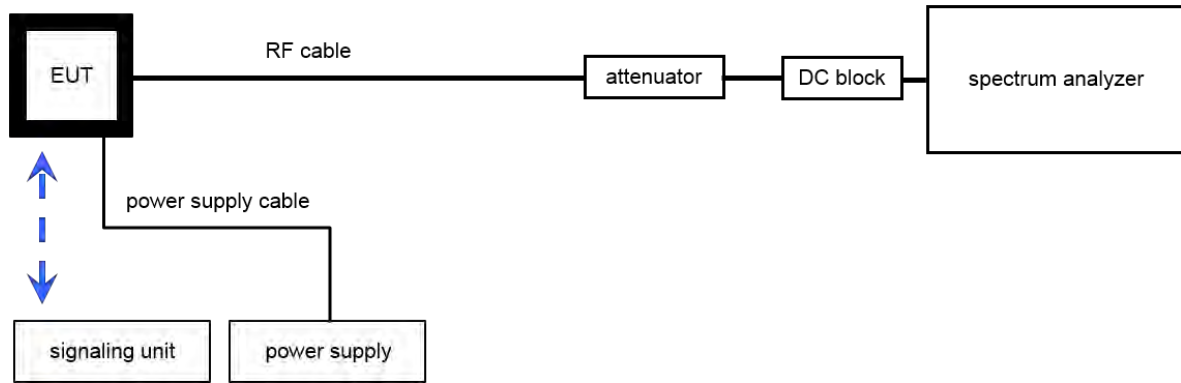 EUT
RF cable
attenuator
DC block
spectrum analyzer
power supply cable
signaling unit
power supply